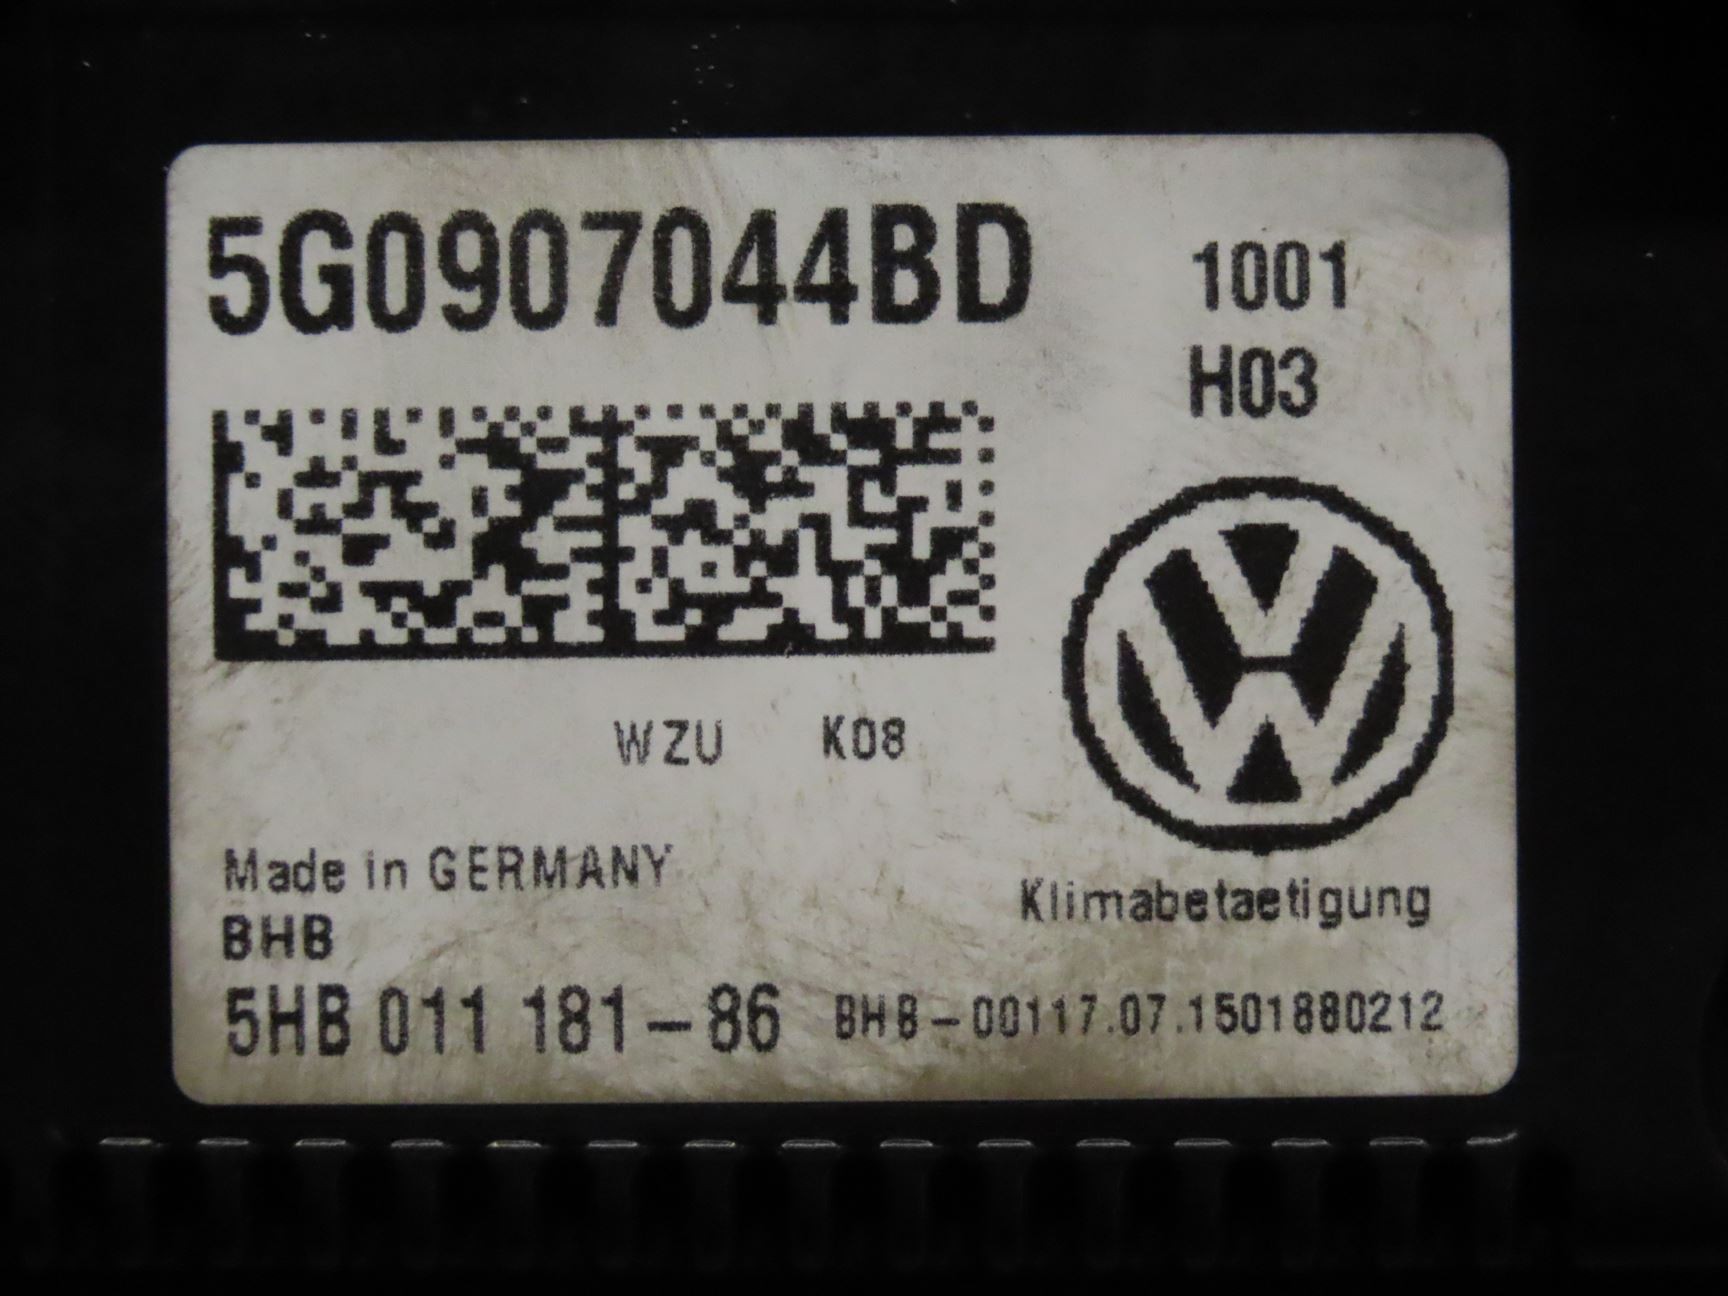 5G0907044BD
1001
H03
WZU K08
Made in GERMANY
BHB
Klimabetaetigung
5HB 011 181-86 BHB-00117.07.1501880212